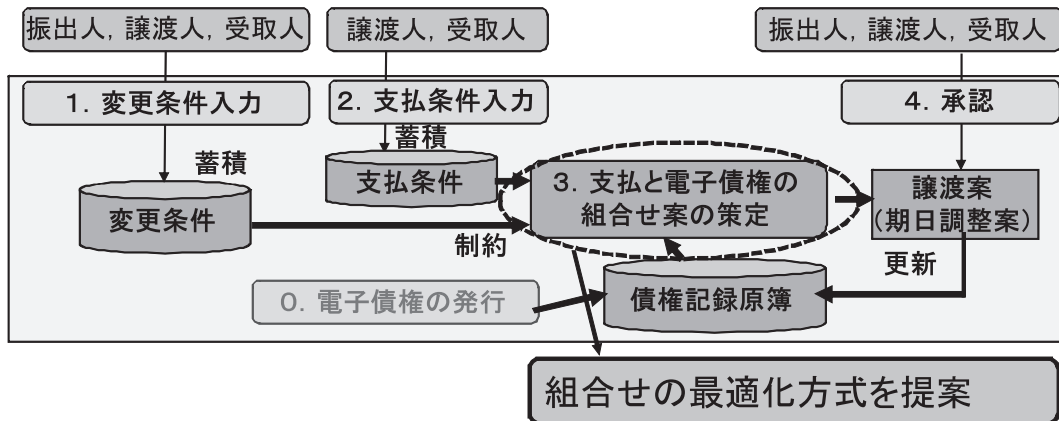 振出人, 譲渡人, 受取人
譲渡人, 受取人
振出人, 譲渡人, 受取人
1. 変更条件入力
2. 支払条件入力
4. 承認
蓄積
蓄積
変更条件
支払条件
3. 支払と電子債権の
組合せ案の策定
譲渡案
(期日調整案)
制約
更新
0. 電子債権の発行
債権記録原簿
組合せの最適化方式を提案